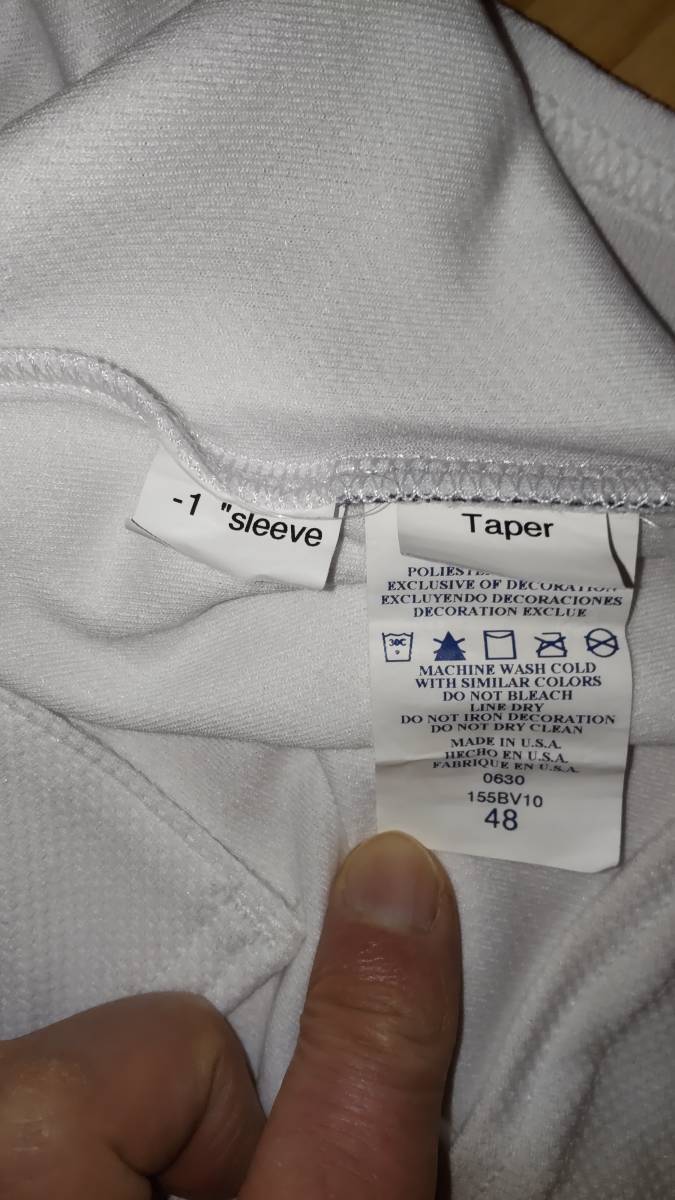 -1 "sleeve
Taper
EXCLUSIVE OF
EXCLUYENDO DECORACIONES
DECORATION EXCLUE
30C
MACHINE WASH COLD
WITH SIMILAR COLORS
DO NOT BLEACH
LINE DRY
DO NOT IRON DECORATION
DO NOT DRY CLEAN
MADE IN U.S.A.
HECHO EN U.S.A.
FABRIQUE EN U.S.A.
0630
155BV10
48